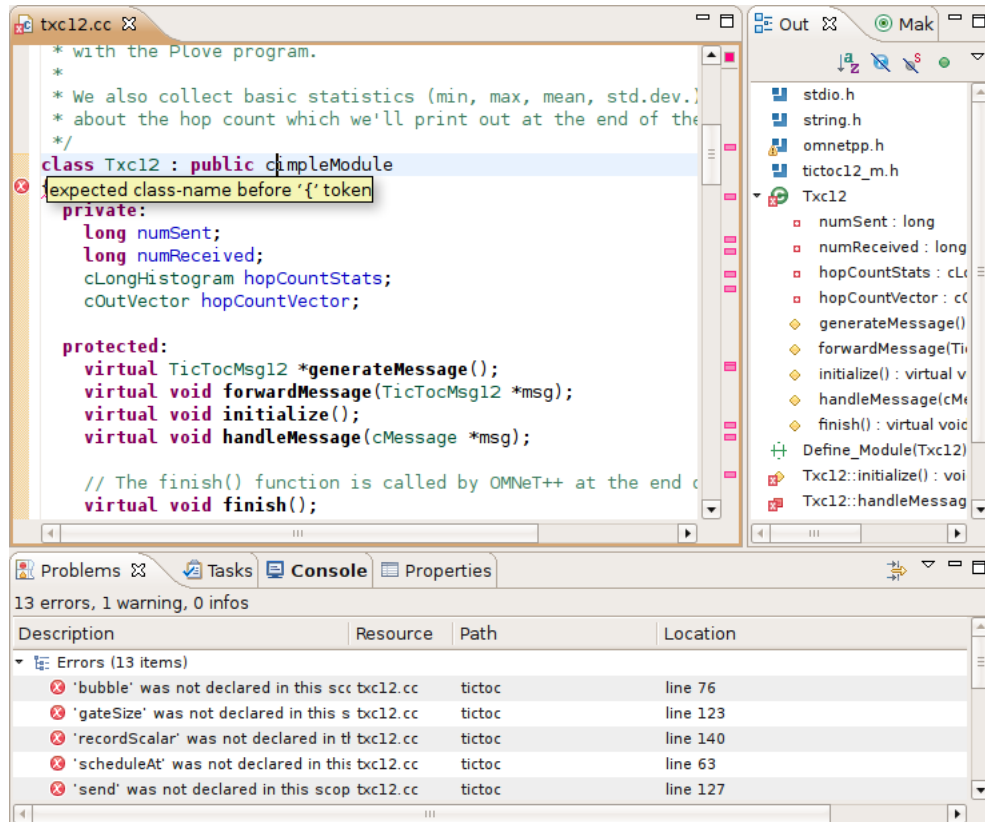 txc12.cc
* with the Plove program.
*
* We also collect basic statistics (min, max, mean, std.dev.)
* about the hop count which we'll print out at the end of the
*/
class Txc12 : public cimpleModule
expected class-name before ‘{’ token
private:
long numSent;
long numReceived;
cLongHistogram hopCountStats;
cOutVector hopCountVector;
protected:
virtual TicTocMsg12 *generateMessage();
virtual void forwardMessage(TicTocMsg12 *msg);
virtual void initialize();
virtual void handleMessage(cMessage *msg);
// The finish() function is called by OMNeT++ at the end
virtual void finish();
Out Mak
stdio.h
string.h
omnetpp.h
tictoc12_m.h
Txc12
numSent : long
numReceived : long
hopCountStats : cLo
hopCountVector : cO
generateMessage()
forwardMessage(Tic
initialize() : virtual v
handleMessage(cMe
finish() : virtual void
Define_Module(Txc12)
Txc12::initialize() : voi
Txc12::handleMessag
Problems Tasks Console Properties
13 errors, 1 warning, 0 infos
Description Resource Path Location
Errors (13 items)
'bubble' was not declared in this scc txc12.cc tictoc line 76
'gateSize' was not declared in this s txc12.cc tictoc line 123
'recordScalar' was not declared in tl txc12.cc tictoc line 140
'scheduleAt' was not declared in this txc12.cc tictoc line 63
'send' was not declared in this scop txc12.cc tictoc line 127